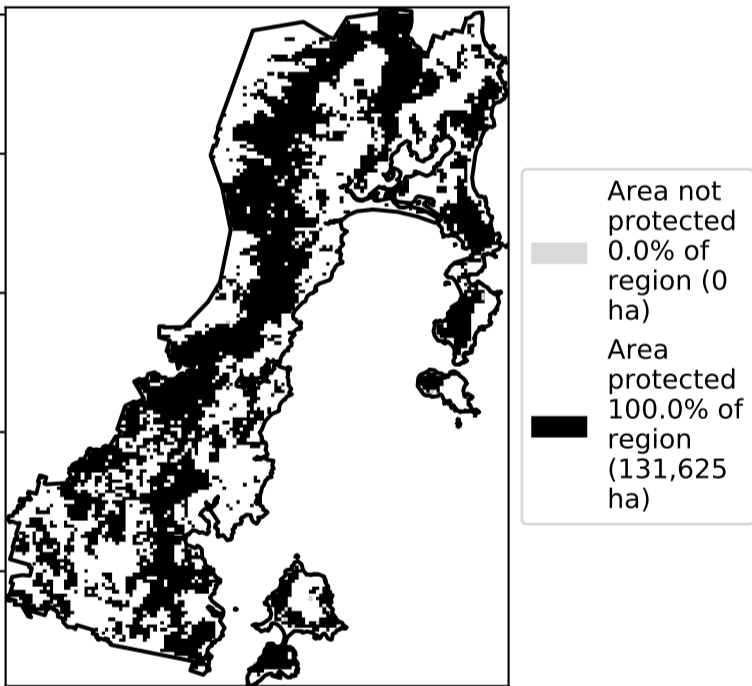 Area not
protected
0.0% of
region (0
ha)
Area
protected
100.0% of
region
(131,625
ha)